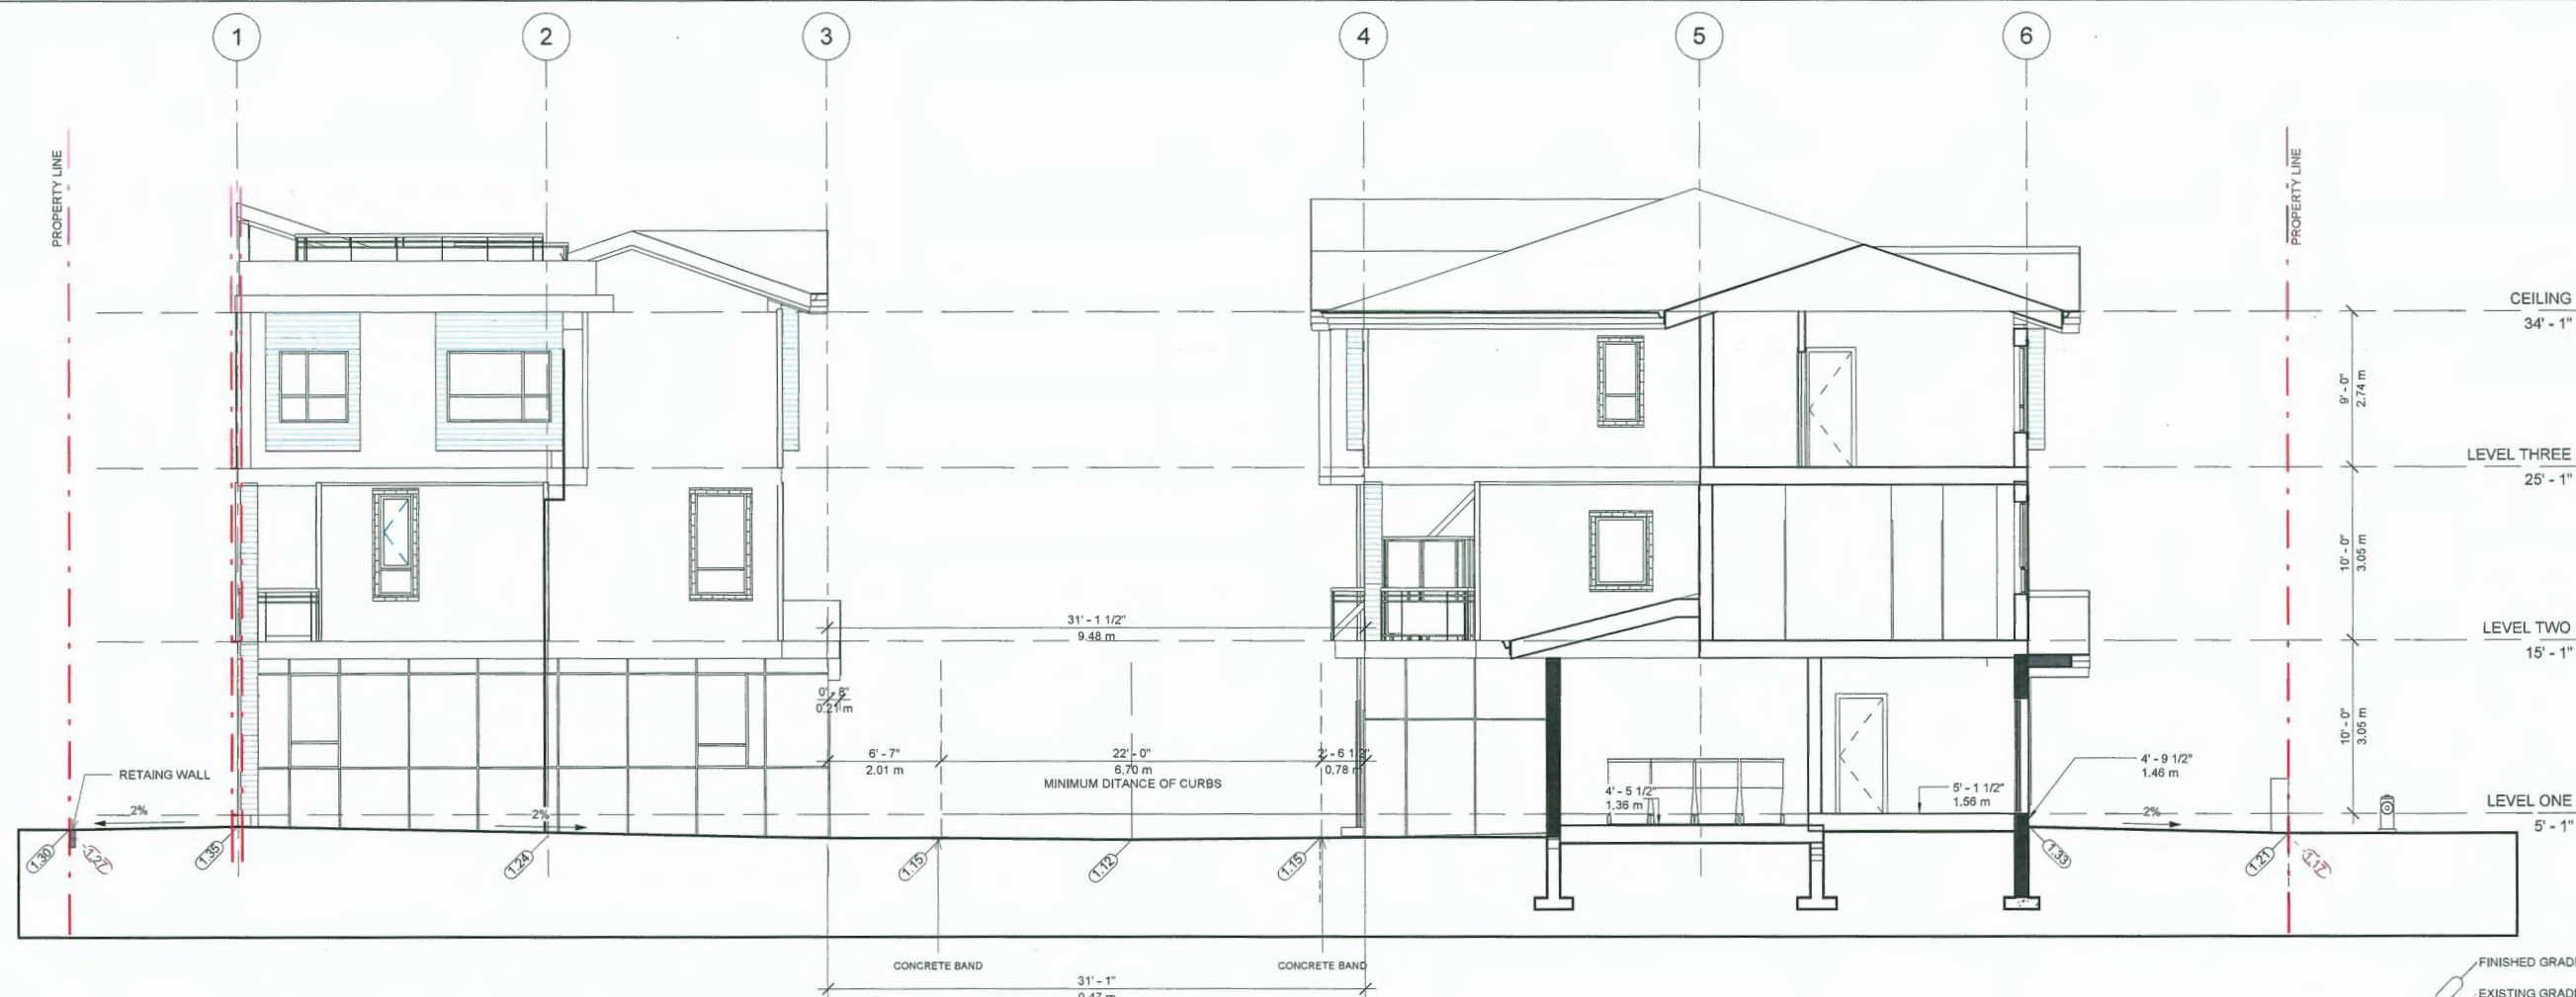 1
2
3
4
5
6
PROPERTY LINE
PROPERTY LINE
CEILING
34' - 1"
9' - 0"
2.74 m
LEVEL THREE
25' - 1"
10' - 0"
3.05 m
31' - 1 1/2"
9.48 m
LEVEL TWO
15' - 1"
0' - 8"
0.21 m
6' - 7"
2.01 m
22' - 0"
6.70 m
2' - 6 1/2"
0.78 m
MINIMUM DITANCE OF CURBS
10' - 0"
3.05 m
RETAING WALL
4' - 9 1/2"
1.46 m
4' - 5 1/2"
1.36 m
5' - 1 1/2"
1.56 m
LEVEL ONE
5' - 1"
2%
2%
2%
1.30
1.27
1.35
1.24
1.15
1.12
1.15
1.33
1.21
1.17
CONCRETE BAND
CONCRETE BAND
31' - 1"
9.47 m
FINISHED GRAD
EXISTING GRAD